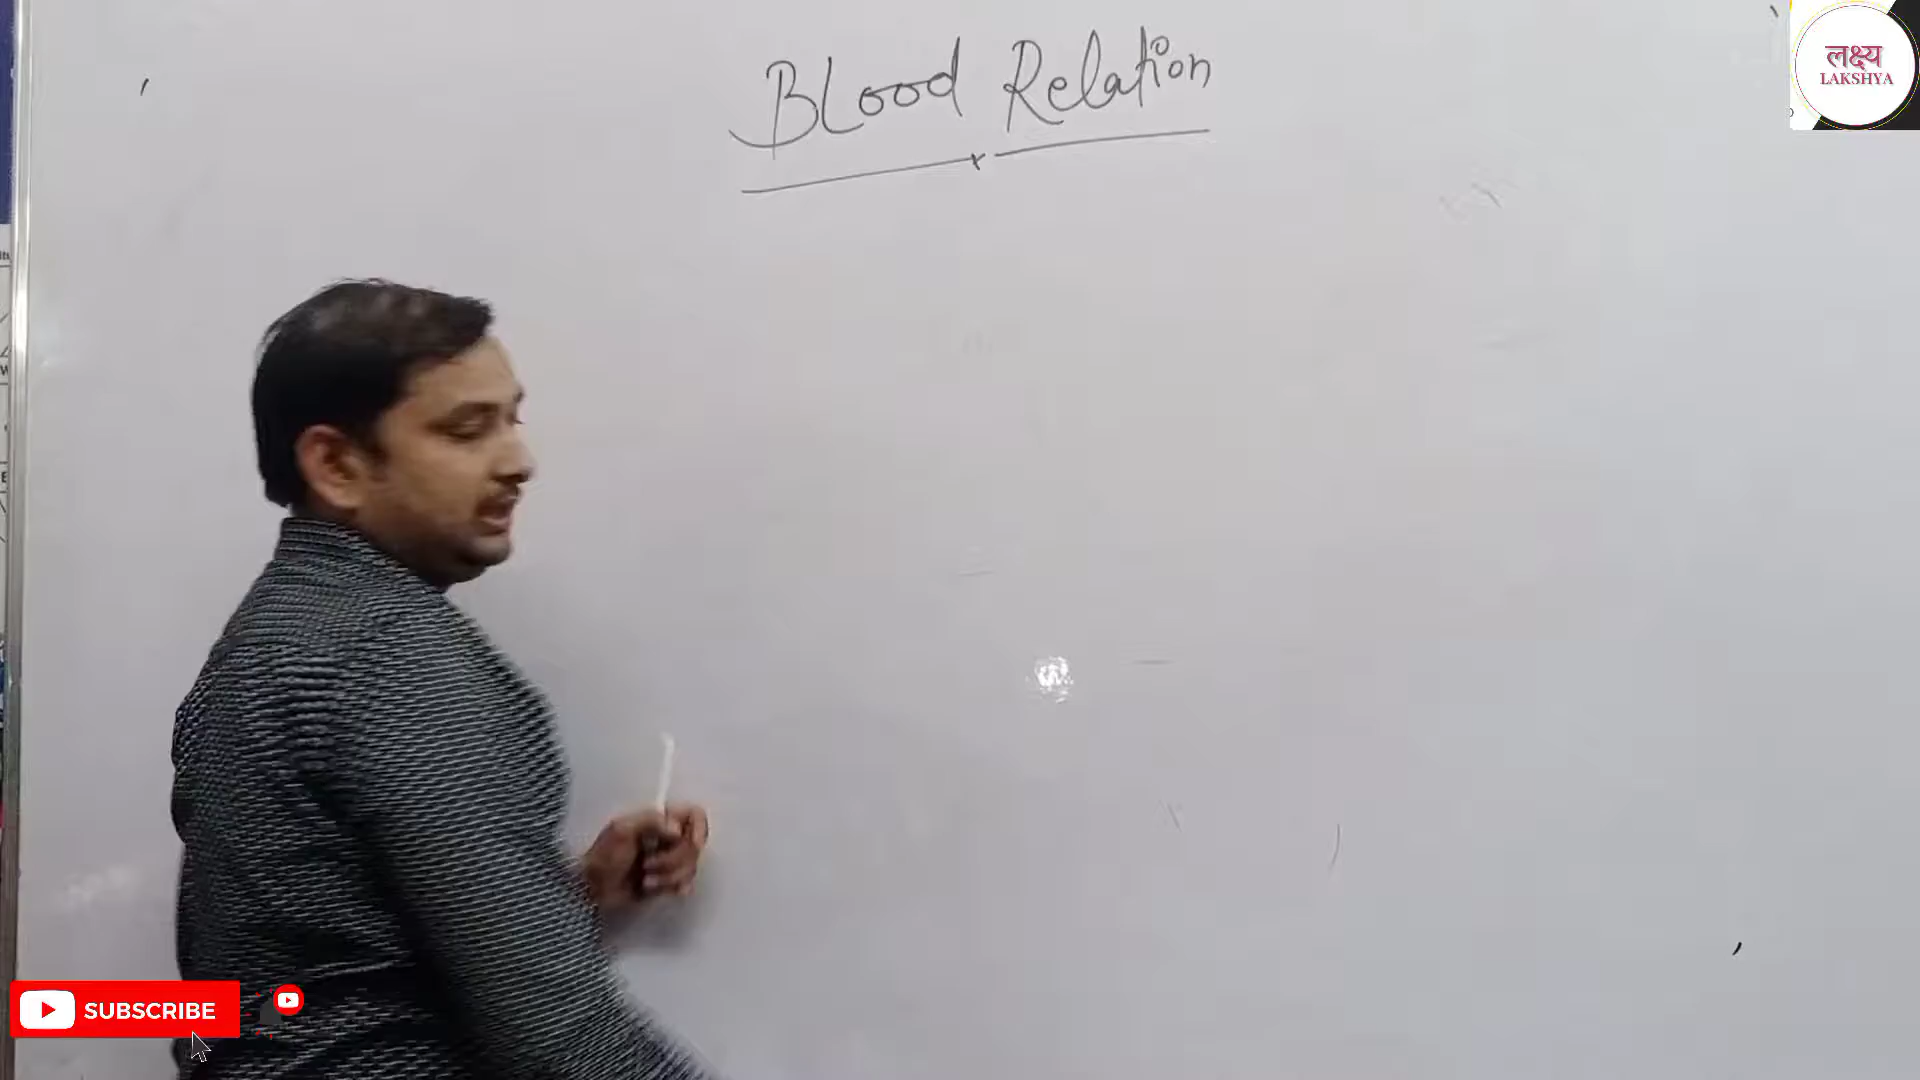 Blood Relation
लक्ष्य
LAKSHYA
SUBSCRIBE